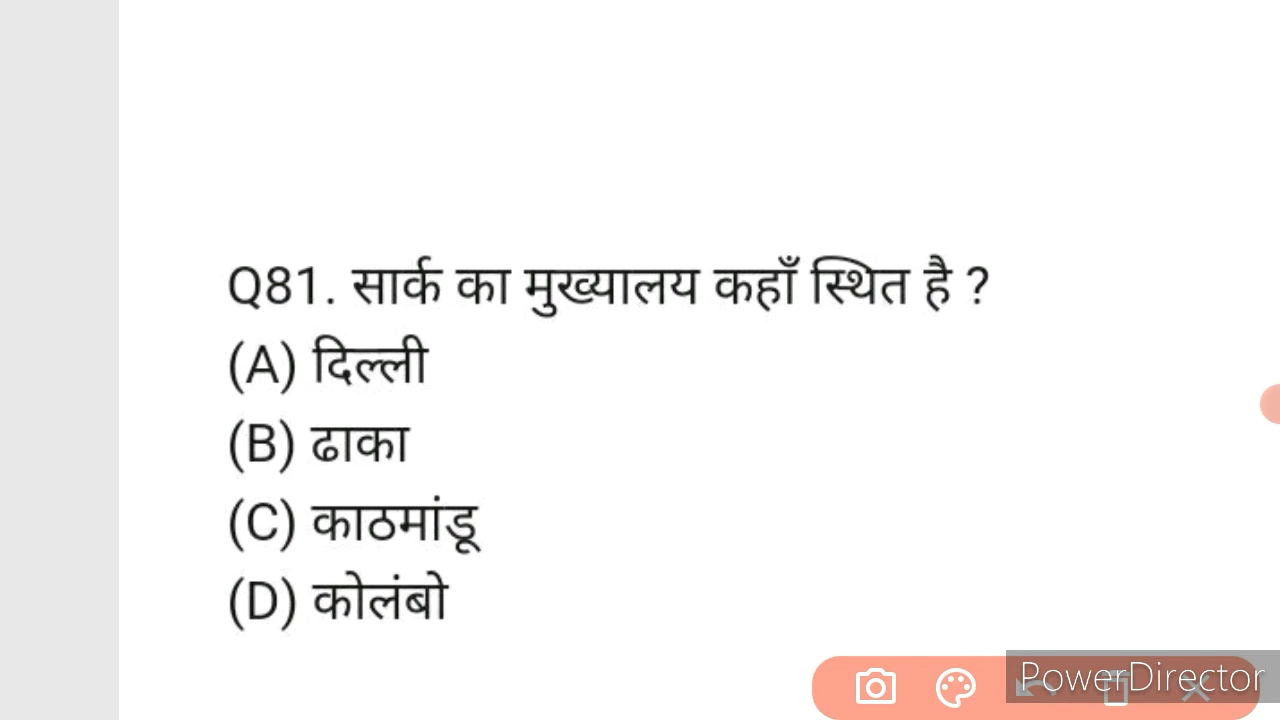 Q81. सार्क का मुख्यालय कहाँ स्थित है ?
(A) दिल्ली
(B) ढाका
(C) काठमांडू
(D) कोलंबो
PowerDirector